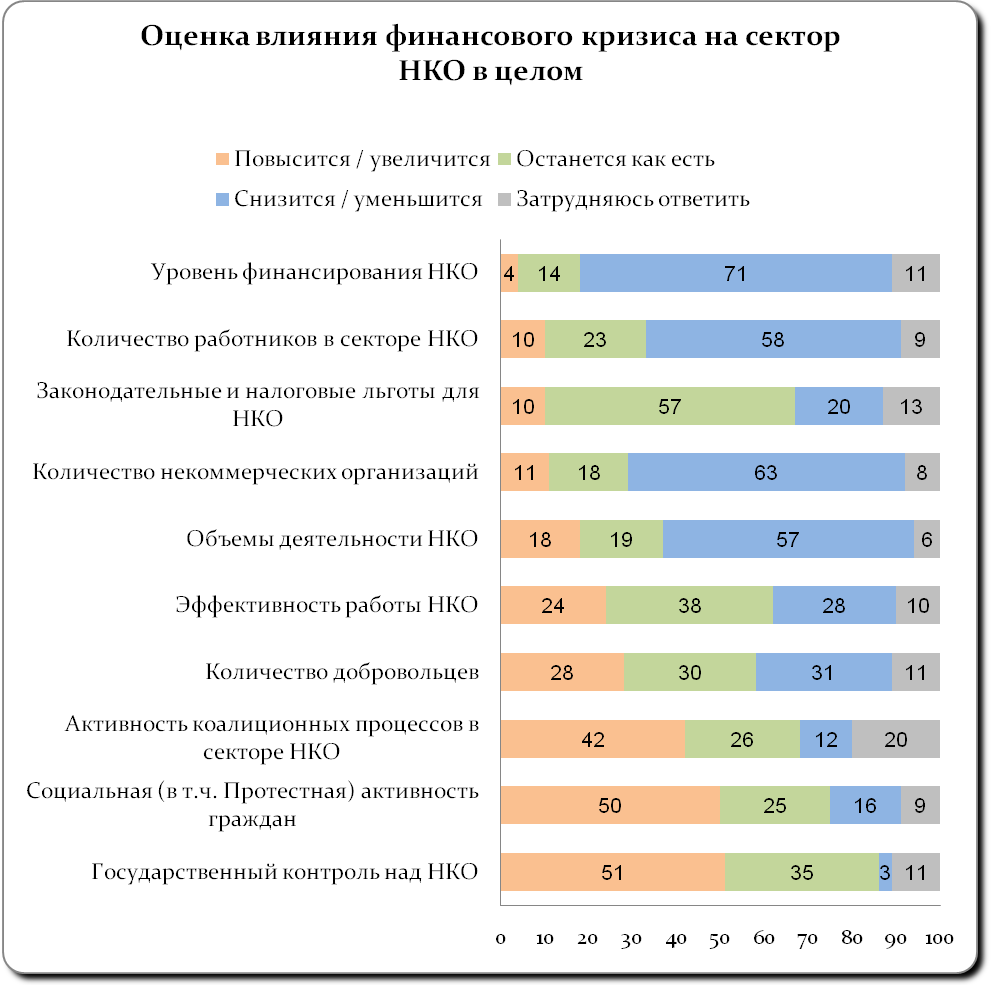 Оценка влияния финансового кризиса на сектор
НКО в целом
Повысится / увеличится Останется как есть
Снизится / уменьшится Затрудняюсь ответить
Уровень финансирования НКО 4 14 71 11
Количество работников в секторе НКО 10 23 58 9
Законодательные и налоговые льготы для
НКО 10 57 20 13
Количество некоммерческих организаций 11 18 63 8
Объемы деятельности НКО 18 19 57 6
Эффективность работы НКО 24 38 28 10
Количество добровольцев 28 30 31 11
Активность коалиционных процессов в
секторе НКО 42 26 12 20
Социальная (в т.ч. Протестная) активность
граждан 50 25 16 9
Государственный контроль над НКО 51 35 3 11
0 10 20 30 40 50 60 70 80 90 100